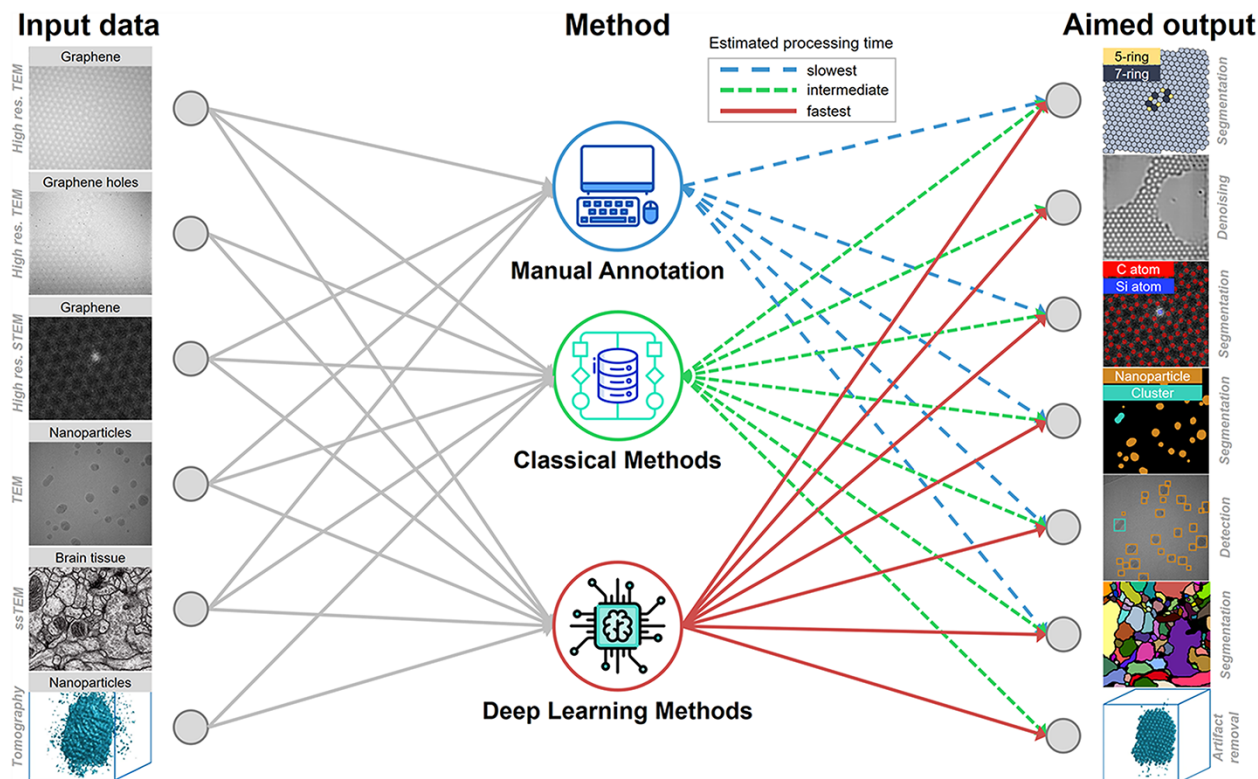 Input data
Method
Aimed output
Estimated processing time
slowest
intermediate
fastest
Graphene
High res. TEM
Graphene holes
High res. TEM
Graphene
High res. STEM
Nanoparticles
TEM
Brain tissue
ssTEM
Nanoparticles
Tomography
Manual Annotation
Classical Methods
Deep Learning Methods
5-ring
7-ring
Segmentation
Denoising
C atom
Si atom
Segmentation
Nanoparticle
Cluster
Segmentation
Detection
Segmentation
Artifact
removal